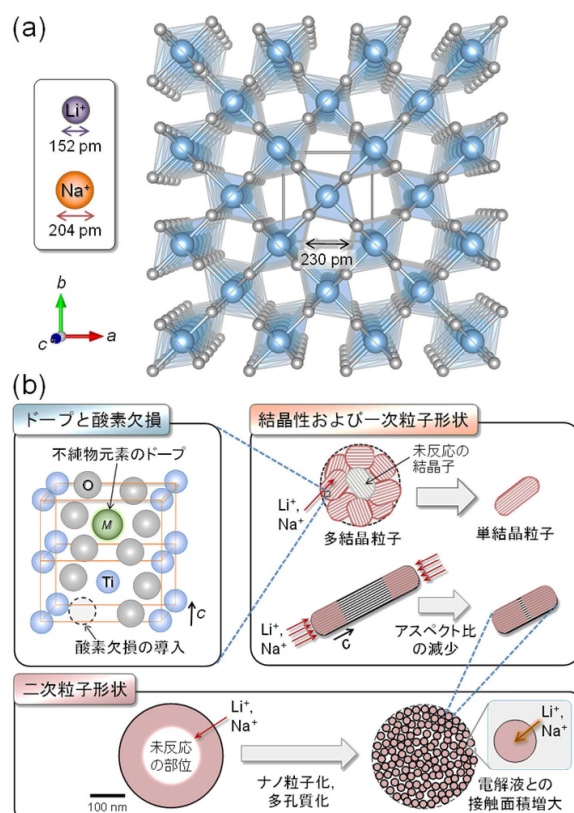 (a)
Li⁺
152 pm
Na⁺
204 pm
230 pm
b
c
a
(b)
ドープと酸素欠損
不純物元素のドープ
O
M
Ti
c
酸素欠損の導入
結晶性および一次粒子形状
未反応の
結晶子
Li⁺,
Na⁺
多結晶粒子
単結晶粒子
Li⁺,
Na⁺
c
アスペクト比
の減少
二次粒子形状
Li⁺,
Na⁺
未反応
の部位
100 nm
ナノ粒子化,
多孔質化
Li⁺,
Na⁺
電解液との
接触面積増大